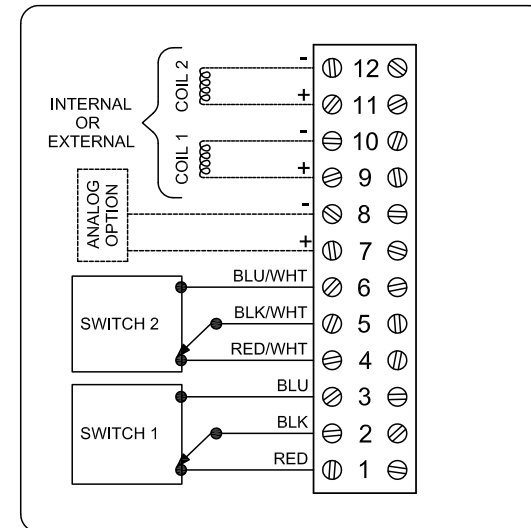 INTERNAL
OR
EXTERNAL
COIL 2
COIL 1
-
+
-
+
ANALOG
OPTION
-
+
SWITCH 2
BLU/WHT
BLK/WHT
RED/WHT
SWITCH 1
BLU
BLK
RED
12
11
10
9
8
7
6
5
4
3
2
1